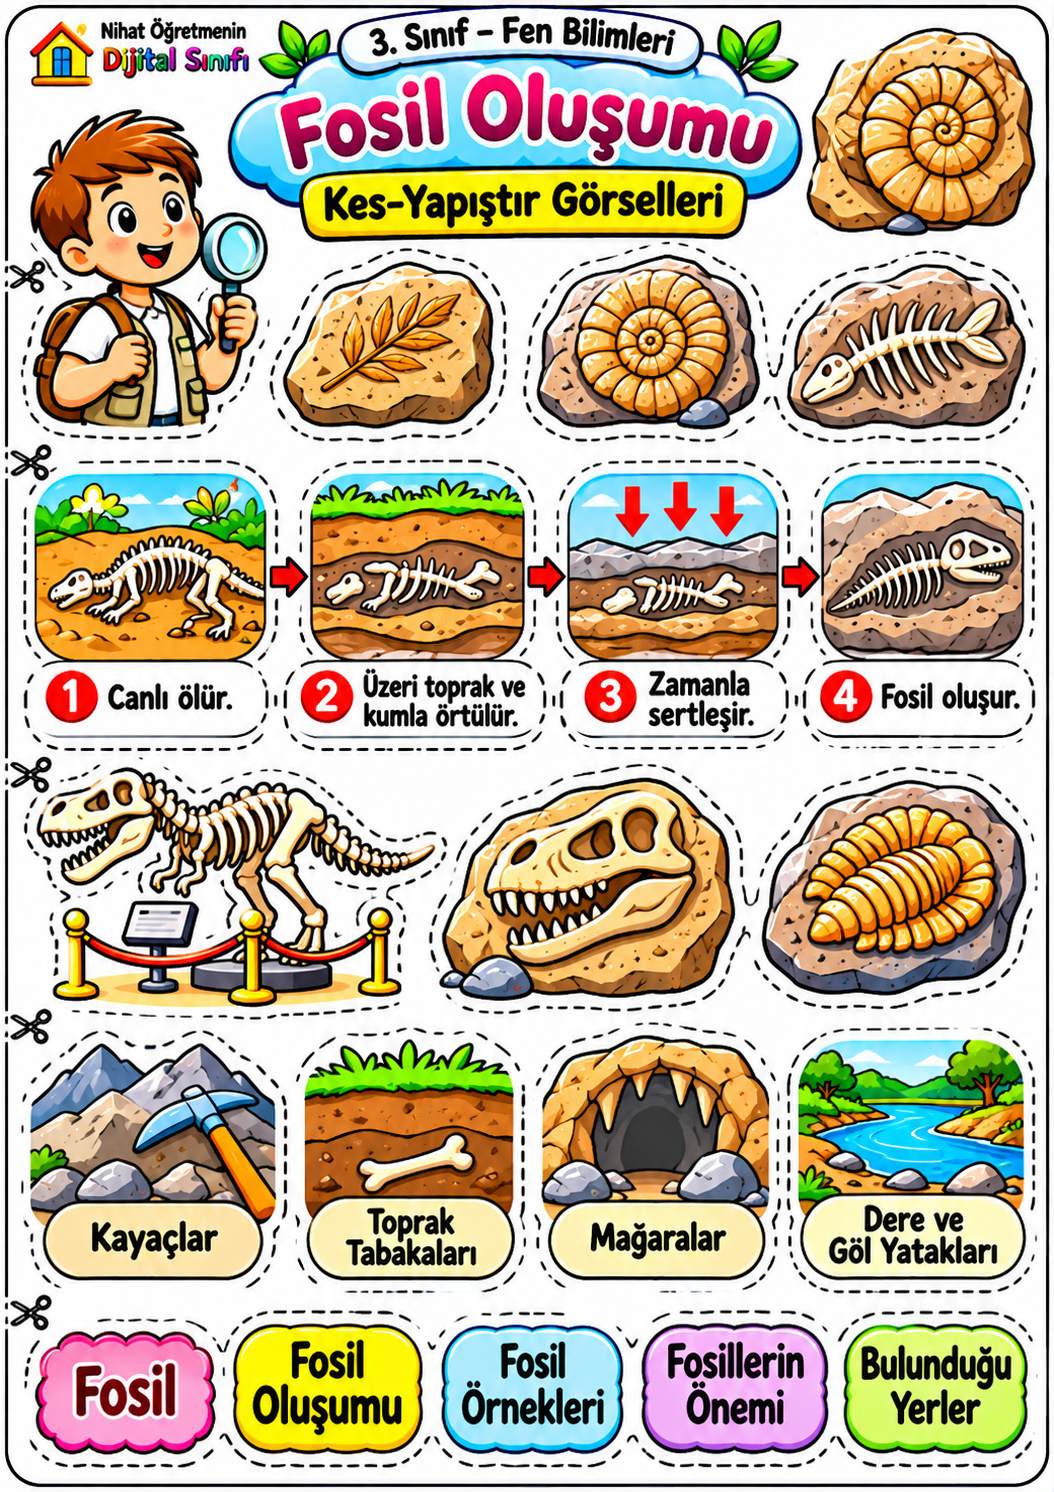 Nihat Öğretmenin
Dijital Sınıfı
3. Sınıf - Fen Bilimleri
Fosil Oluşumu
Kes-Yapıştır Görselleri
1 Canlı ölür.
2 Üzeri toprak ve
kumla örtülür.
3 Zamanla
sertleşir.
4 Fosil oluşur.
Kayaçlar
Toprak
Tabakaları
Mağaralar
Dere ve
Göl Yatakları
Fosil
Fosil
Oluşumu
Fosil
Örnekleri
Fosillerin
Önemi
Bulunduğu
Yerler